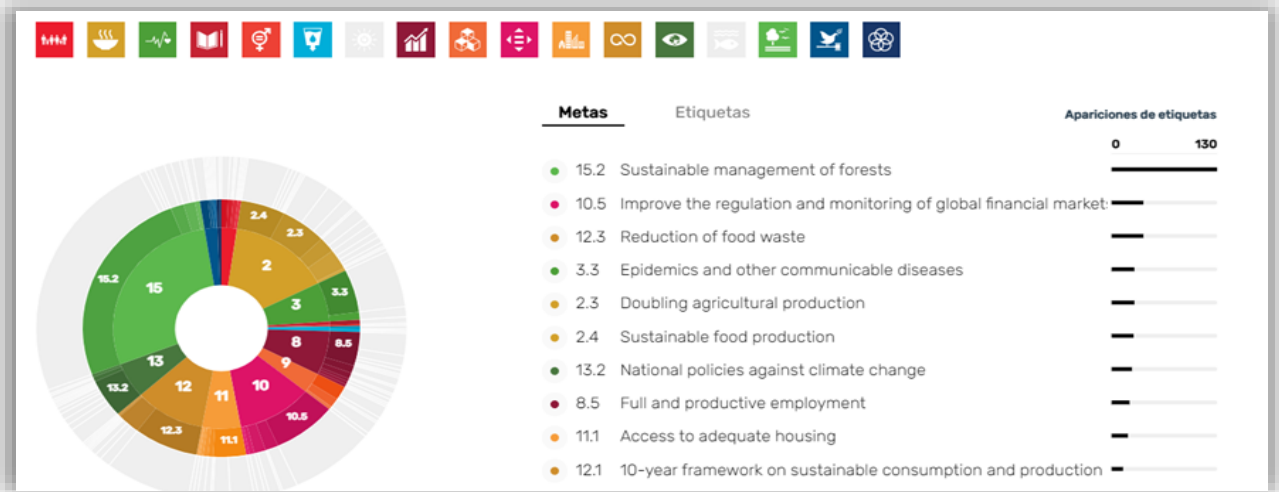 Metas Etiquetas Apariciones de etiquetas
0 130
15.2 Sustainable management of forests
10.5 Improve the regulation and monitoring of global financial market
12.3 Reduction of food waste
3.3 Epidemics and other communicable diseases
2.3 Doubling agricultural production
2.4 Sustainable food production
13.2 National policies against climate change
8.5 Full and productive employment
11.1 Access to adequate housing
12.1 10-year framework on sustainable consumption and production
2.4
2.3
2
15.2
15
3.3
3
8
8.5
9
13
13.2
12
11
10
10.5
12.3
11.1